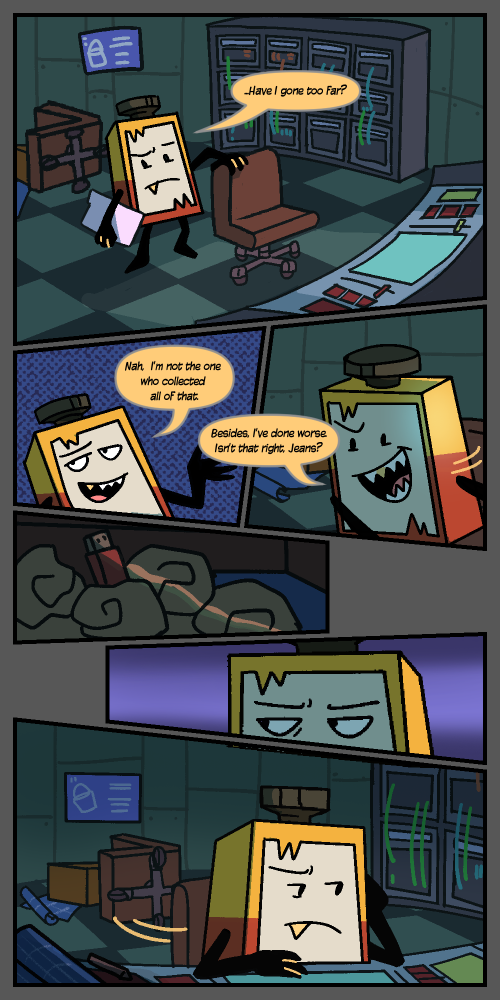 ...Have I gone too far?
Nah, I'm not the one
who collected
all of that.
Besides, I've done worse.
Isn't that right, Jeans?